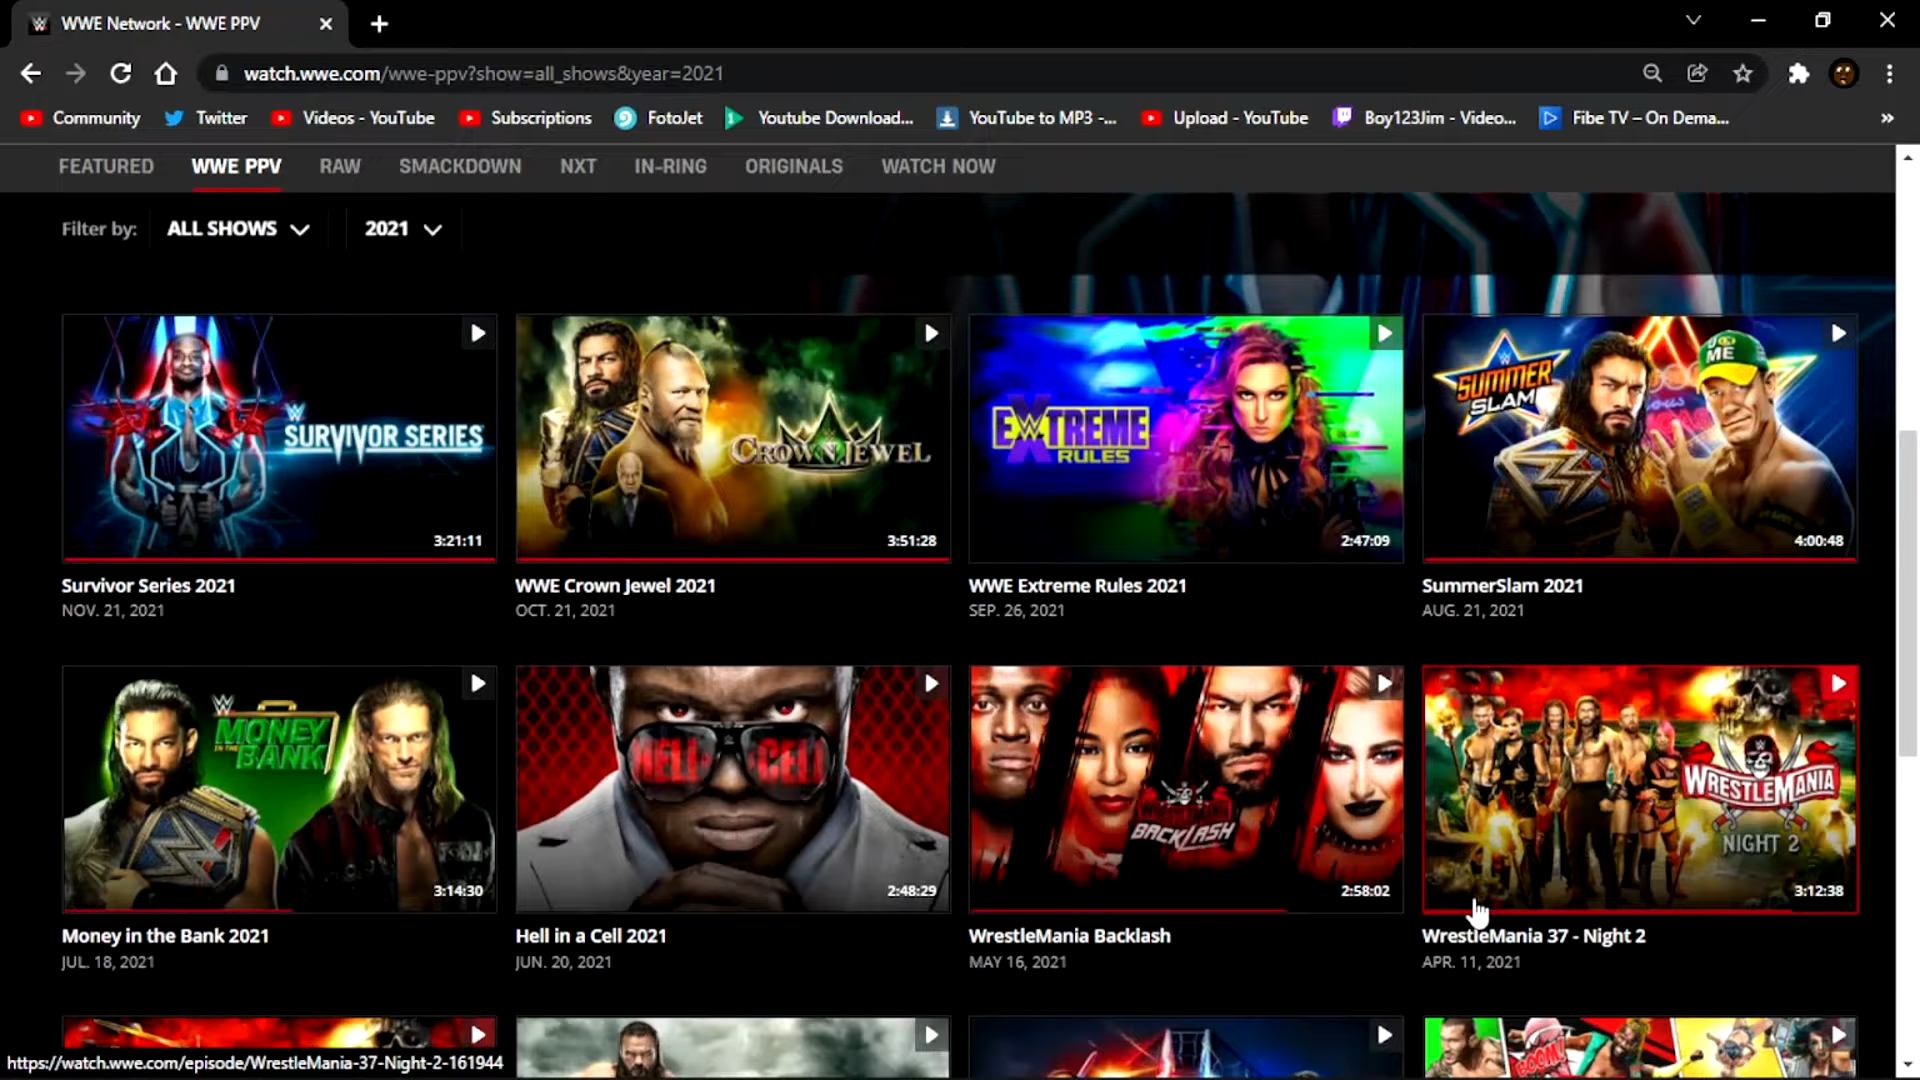 WWE Network - WWE PPV
watch.wwe.com/wwe-ppv?show=all_shows&year=2021
Community Twitter Videos - YouTube Subscriptions FotoJet Youtube Download... YouTube to MP3 -... Upload - YouTube Boy123Jim - Video... Fibe TV – On Dema... »
FEATURED WWE PPV RAW SMACKDOWN NXT IN-RING ORIGINALS WATCH NOW
Filter by: ALL SHOWS 2021
SURVIVOR SERIES
3:21:11
CROWN JEWEL
3:51:28
EXTREME
RULES
2:47:09
SUMMER
SLAM
U
ME
4:00:48
Survivor Series 2021
NOV. 21, 2021
WWE Crown Jewel 2021
OCT. 21, 2021
WWE Extreme Rules 2021
SEP. 26, 2021
SummerSlam 2021
AUG. 21, 2021
MONEY
IN THE BANK
3:14:30
HELL CELL
2:48:29
BACKLASH
2:58:02
WRESTLEMANIA
NIGHT 2
3:12:38
Money in the Bank 2021
JUL. 18, 2021
Hell in a Cell 2021
JUN. 20, 2021
WrestleMania Backlash
MAY 16, 2021
WrestleMania 37 - Night 2
APR. 11, 2021
BOOM!
https://watch.wwe.com/episode/WrestleMania-37-Night-2-161944